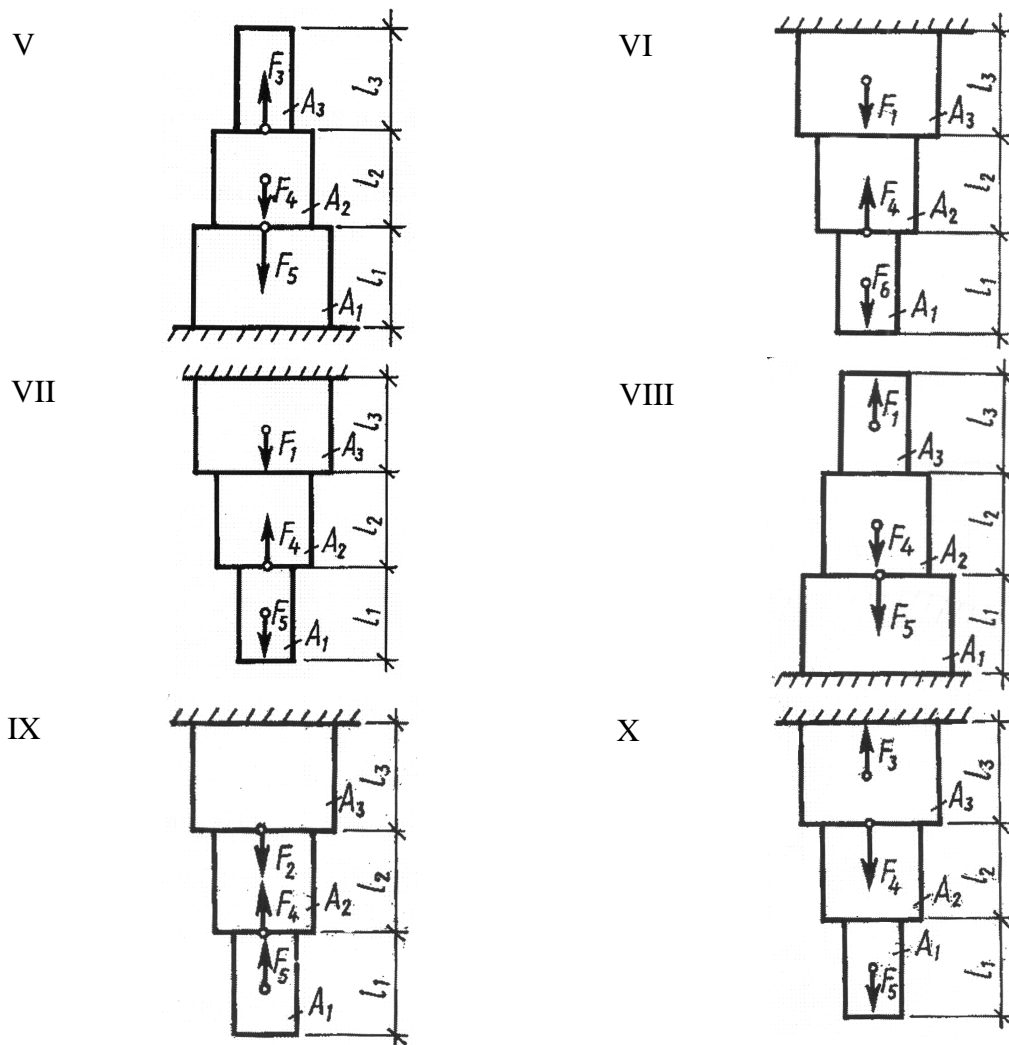 V
F₃
A₃
l₃
F₄
A₂
l₂
F₅
A₁
l₁
VI
F₁
A₃
l₃
F₄
A₂
l₂
F₆
A₁
l₁
VII
F₁
A₃
l₃
F₄
A₂
l₂
F₅
A₁
l₁
VIII
F₁
A₃
l₃
F₄
A₂
l₂
F₅
A₁
l₁
IX
A₃
l₃
F₂
F₄
A₂
l₂
F₅
A₁
l₁
X
F₃
A₃
l₃
F₄
A₂
l₂
A₁
F₅
l₁